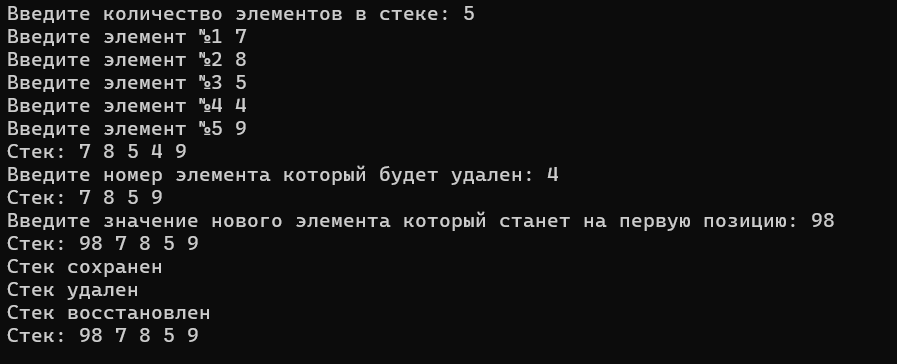 Введите количество элементов в стеке: 5
Введите элемент №1 7
Введите элемент №2 8
Введите элемент №3 5
Введите элемент №4 4
Введите элемент №5 9
Стек: 7 8 5 4 9
Введите номер элемента который будет удален: 4
Стек: 7 8 5 9
Введите значение нового элемента который станет на первую позицию: 98
Стек: 98 7 8 5 9
Стек сохранен
Стек удален
Стек восстановлен
Стек: 98 7 8 5 9